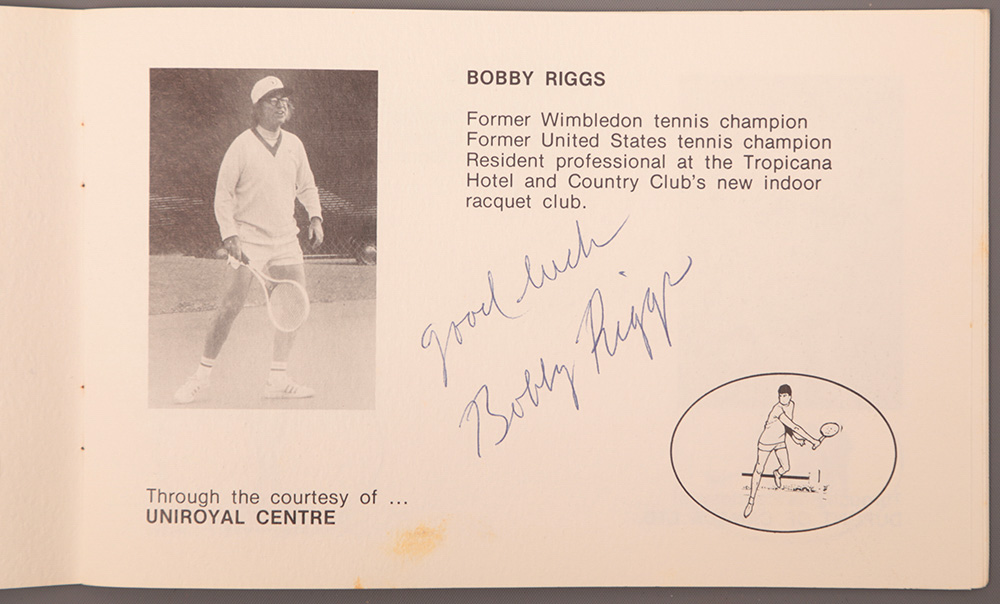 BOBBY RIGGS
Former Wimbledon tennis champion
Former United States tennis champion
Resident professional at the Tropicana
Hotel and Country Club's new indoor
racquet club.
good luck
Bobby Riggs
Through the courtesy of ...
UNIROYAL CENTRE